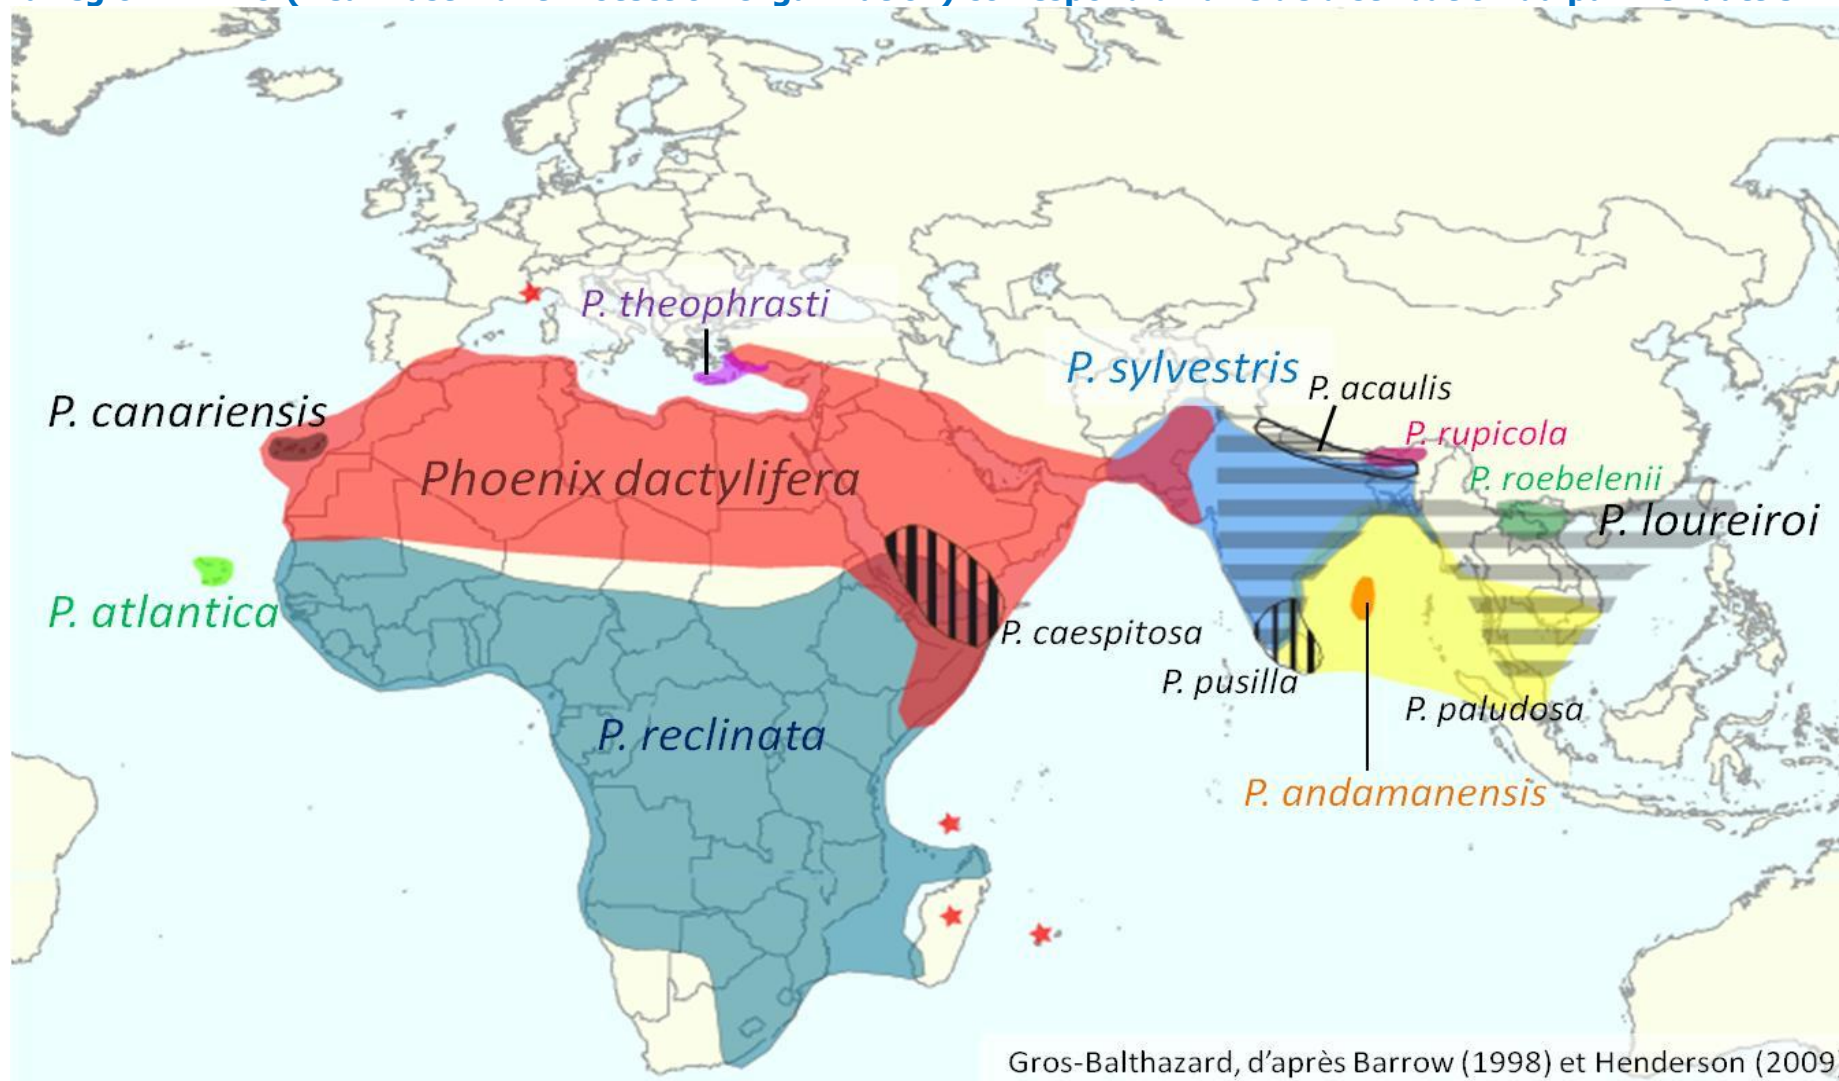 (Near
P. theophrasti
P. sylvestris
P. acaulis
P. canariensis
P. rupicola
Phoenix dactylifera
P. roebelenii
P. loureiroi
P. atlantica
P. caespitosa
P. pusilla
P. paludosa
P. reclinata
P. andamanensis
Gros-Balthazard, d'après Barrow (1998) et Henderson (2009)